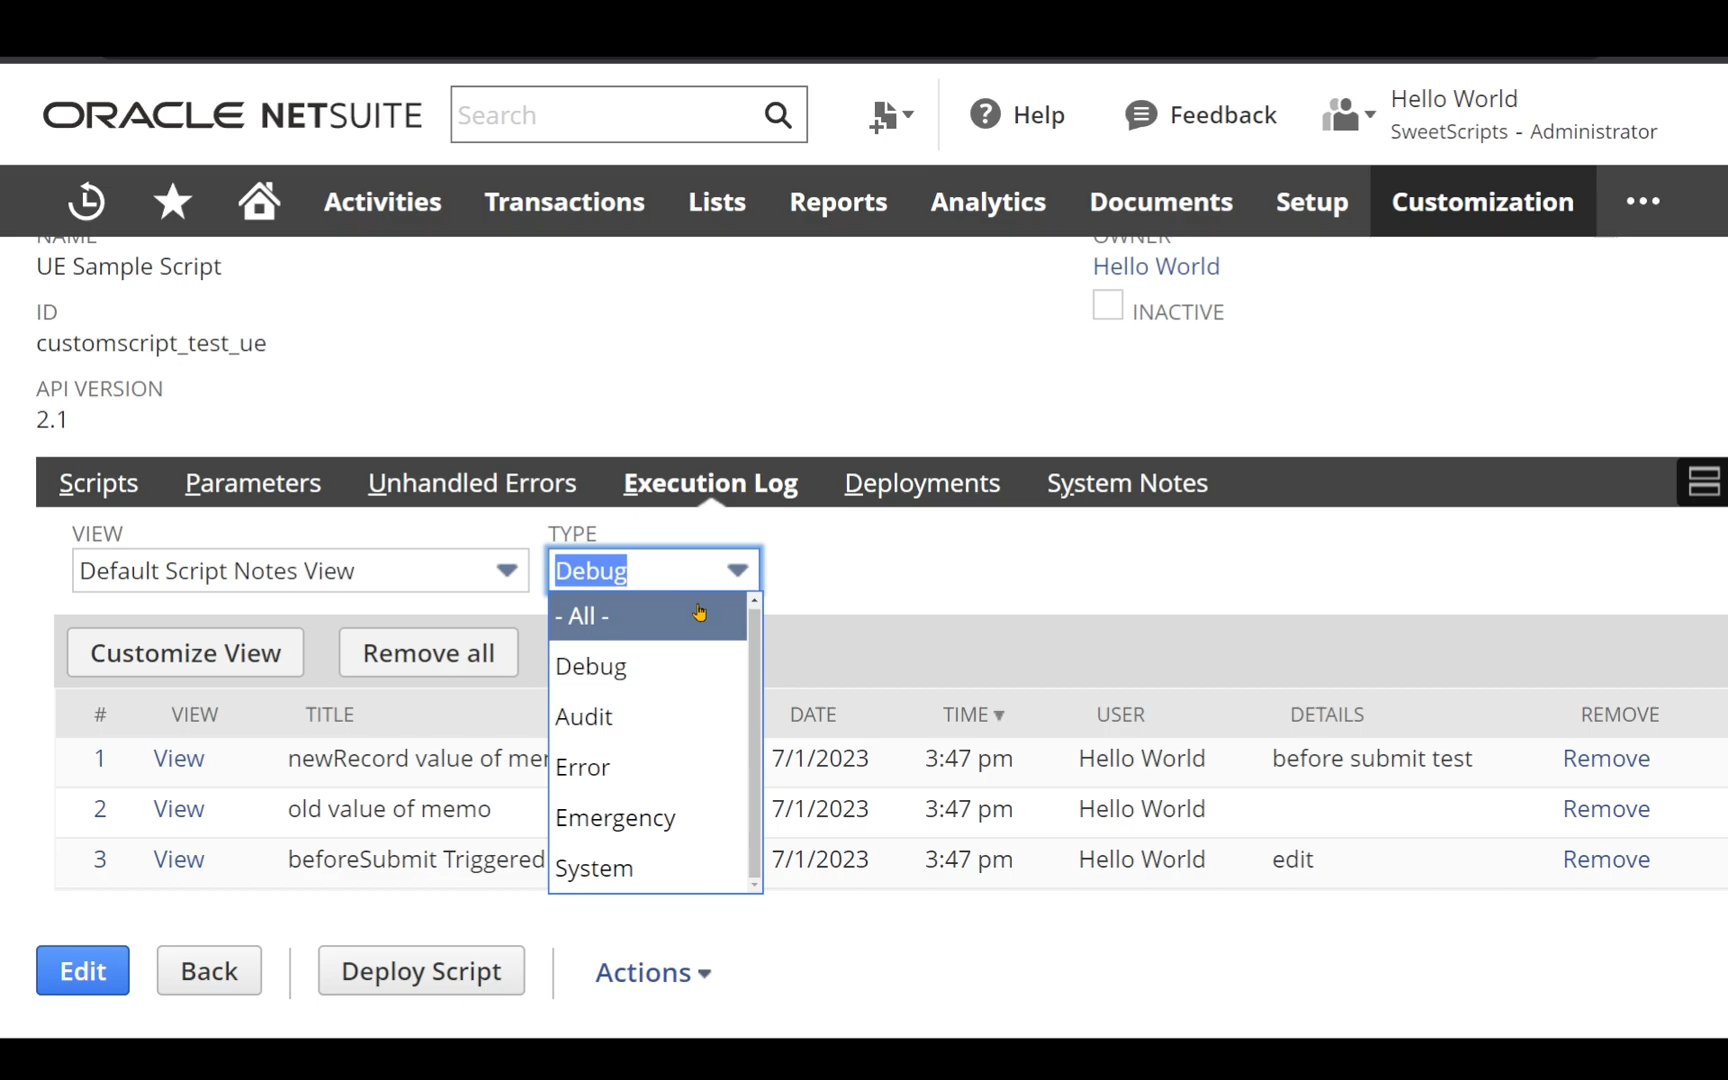 ORACLE NETSUITE
Search
Help
Feedback
Hello World
SweetScripts - Administrator
Activities
Transactions
Lists
Reports
Analytics
Documents
Setup
Customization
NAME
UE Sample Script
ID
customscript_test_ue
API VERSION
2.1
OWNER
Hello World
INACTIVE
Scripts
Parameters
Unhandled Errors
Execution Log
Deployments
System Notes
VIEW
Default Script Notes View
TYPE
Debug
- All -
Debug
Audit
Error
Emergency
System
Customize View
Remove all
# VIEW TITLE DATE TIME USER DETAILS REMOVE
1 View newRecord value of mem 7/1/2023 3:47 pm Hello World before submit test Remove
2 View old value of memo 7/1/2023 3:47 pm Hello World Remove
3 View beforeSubmit Triggered 7/1/2023 3:47 pm Hello World edit Remove
Edit
Back
Deploy Script
Actions